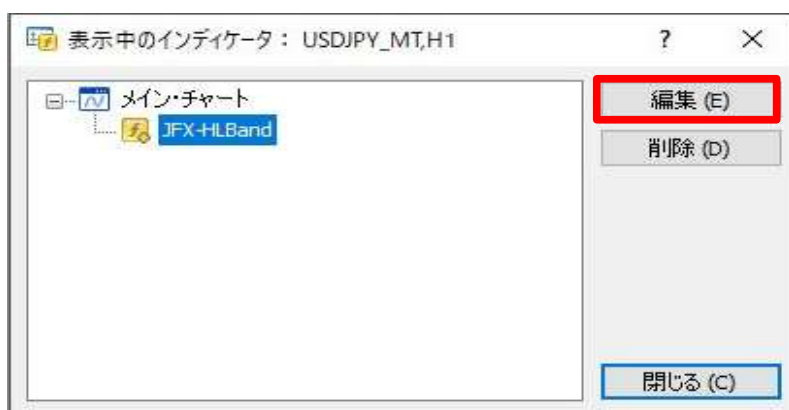 表示中のインディケータ： USDJPY_MT,H1 ?
メイン・チャート
JFX-HLBand
編集 (E)
削除 (D)
閉じる (C)